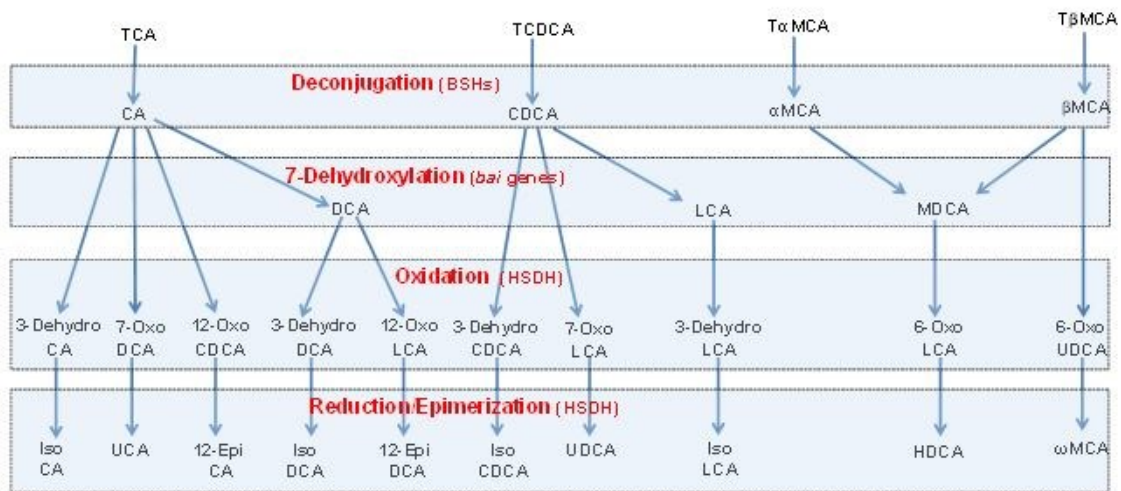 TCA TCDCA TαMCA TβMCA
Deconjugation (BSHs)
CA CDCA αMCA βMCA
7-Dehydroxylation (bai genes)
DCA LCA MDCA
Oxidation (HSDH)
3-Dehydro 7-Oxo 12-Oxo 3-Dehydro 12-Oxo 3-Dehydro 7-Oxo 3-Dehydro 6-Oxo 6-Oxo
CA DCA CDCA DCA LCA CDCA LCA LCA LCA UDCA
Reduction/Epimerization (HSDH)
Iso UCA 12-Epi Iso 12-Epi Iso UDCA Iso HDCA ωMCA
CA CA DCA DCA CDCA LCA